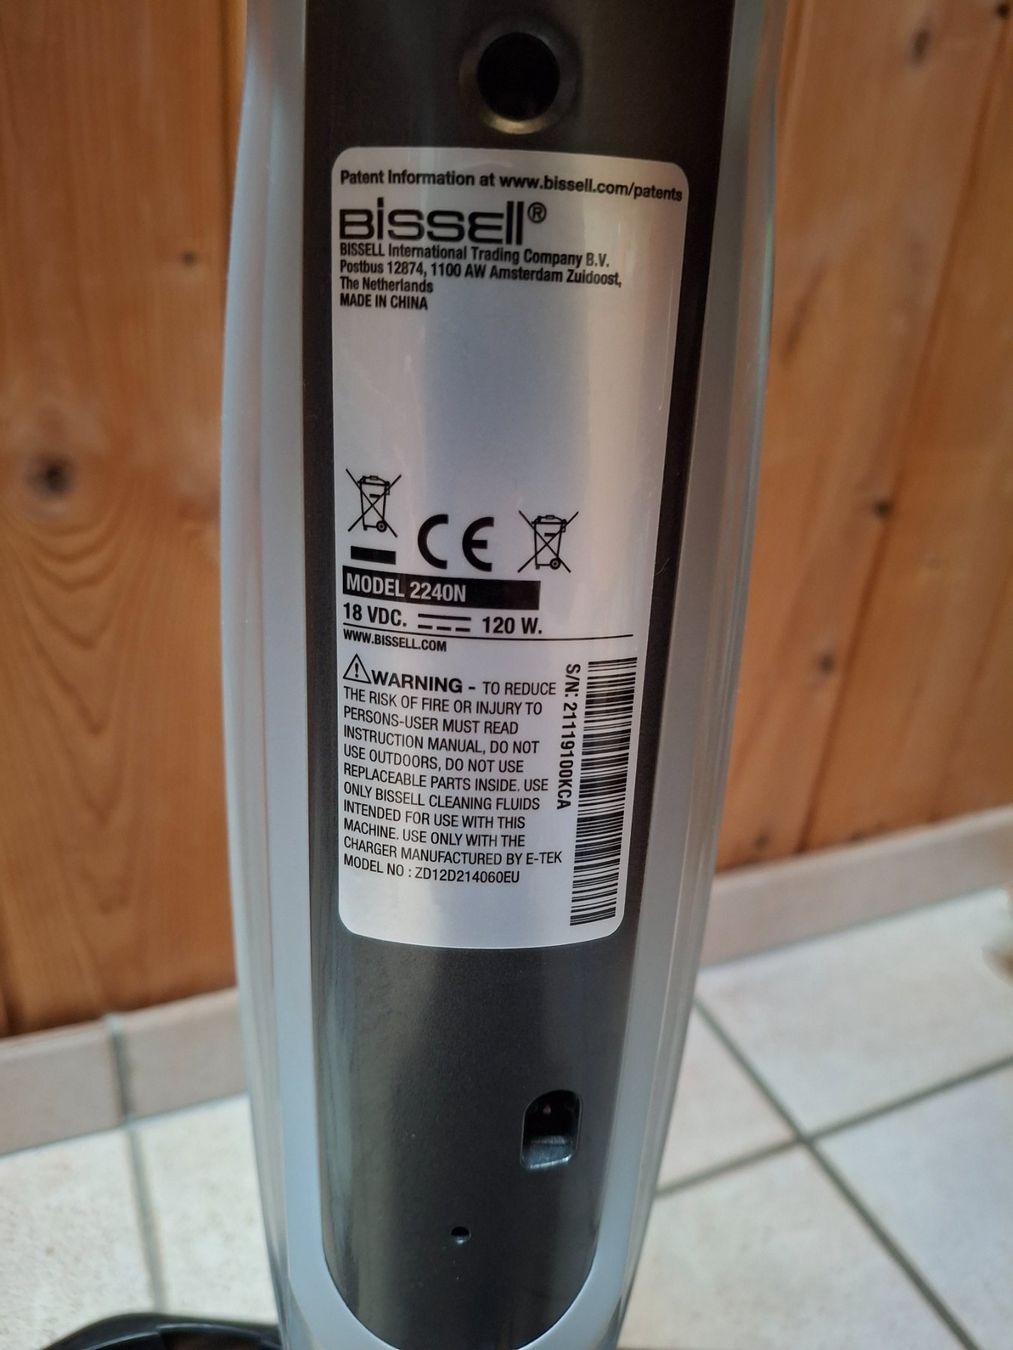 Patent Information at www.bissell.com/patents
BISSELL®
BISSELL International Trading Company B.V.
Postbus 12874, 1100 AW Amsterdam Zuidoost,
The Netherlands
MADE IN CHINA
CE
MODEL 2240N
18 VDC. 120 W.
WWW.BISSELL.COM
WARNING - TO REDUCE
THE RISK OF FIRE OR INJURY TO
PERSONS-USER MUST READ
INSTRUCTION MANUAL, DO NOT
USE OUTDOORS, DO NOT USE
REPLACEABLE PARTS INSIDE. USE
ONLY BISSELL CLEANING FLUIDS
INTENDED FOR USE WITH THIS
MACHINE. USE ONLY WITH THE
CHARGER MANUFACTURED BY E-TEK
MODEL NO : ZD12D214060EU
S/N: 21119100KCA